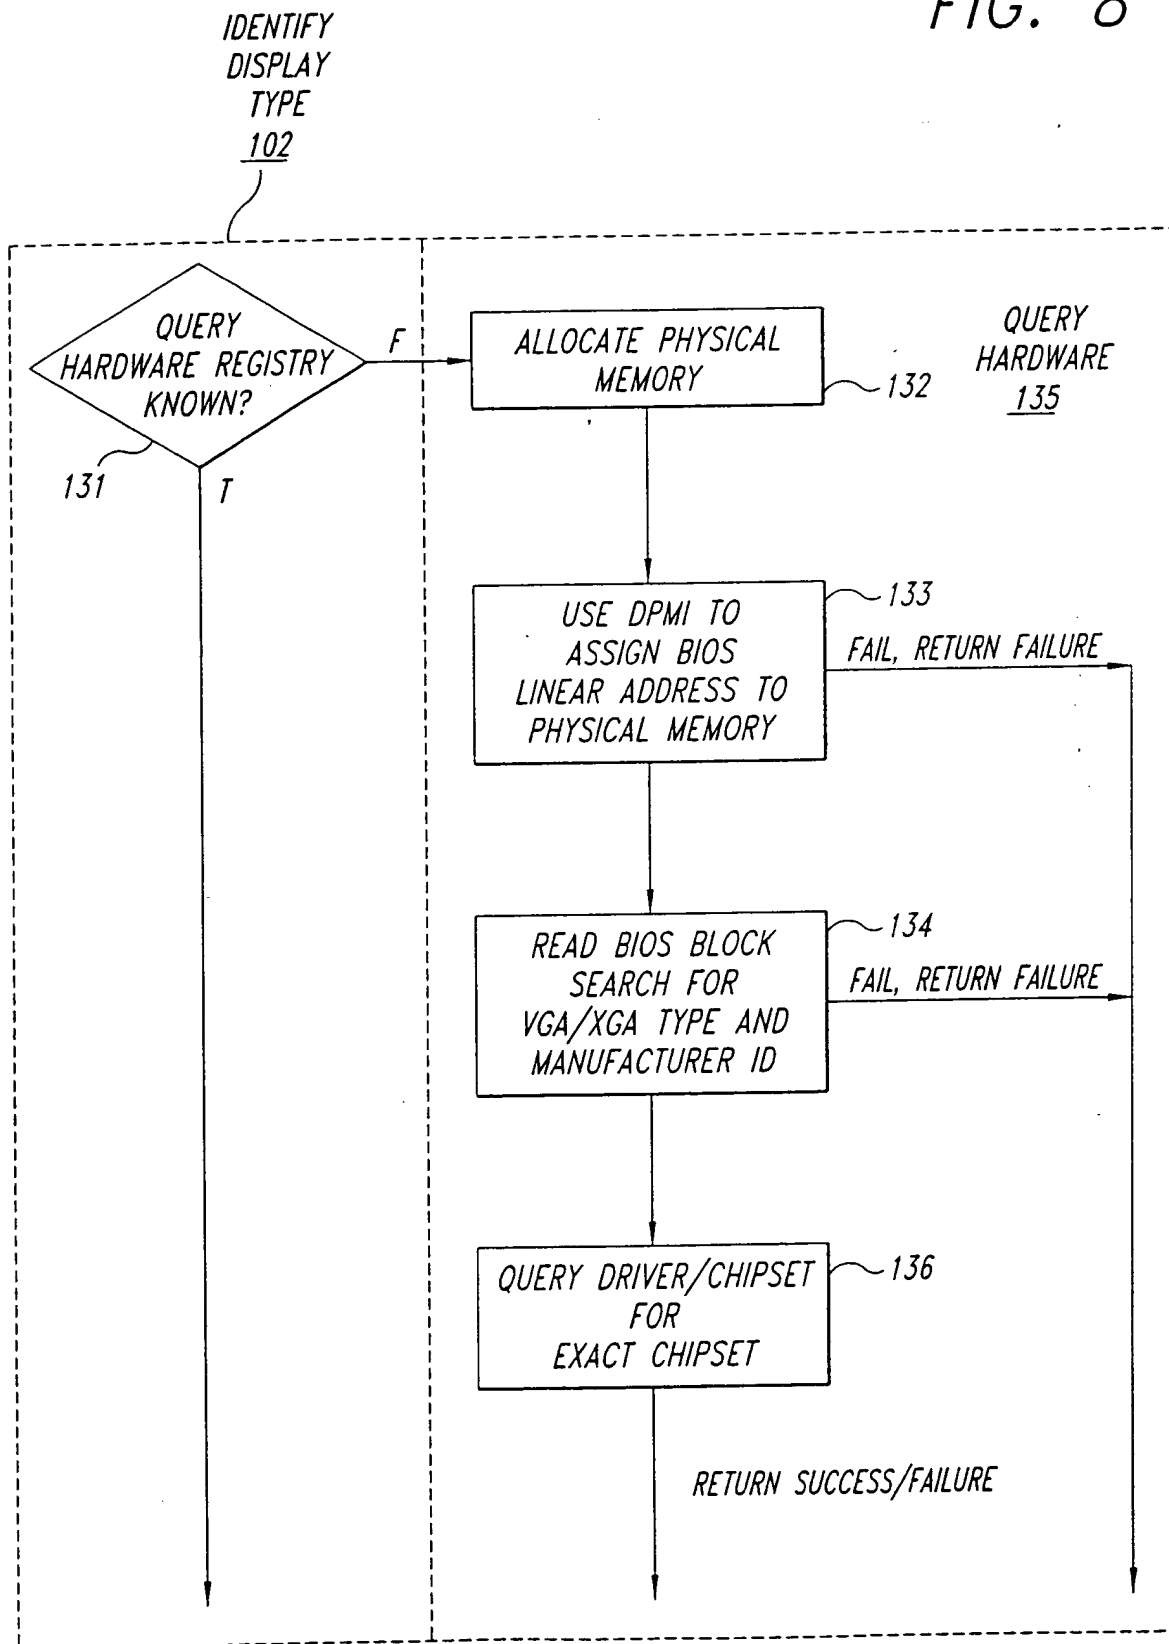 FIG. 8
IDENTIFY
DISPLAY
TYPE
102
QUERY
HARDWARE REGISTRY
KNOWN?
131
T
F
ALLOCATE PHYSICAL
MEMORY
132
QUERY
HARDWARE
135
USE DPMI TO
ASSIGN BIOS
LINEAR ADDRESS TO
PHYSICAL MEMORY
133
FAIL, RETURN FAILURE
READ BIOS BLOCK
SEARCH FOR
VGA/XGA TYPE AND
MANUFACTURER ID
134
FAIL, RETURN FAILURE
QUERY DRIVER/CHIPSET
FOR
EXACT CHIPSET
136
RETURN SUCCESS/FAILURE